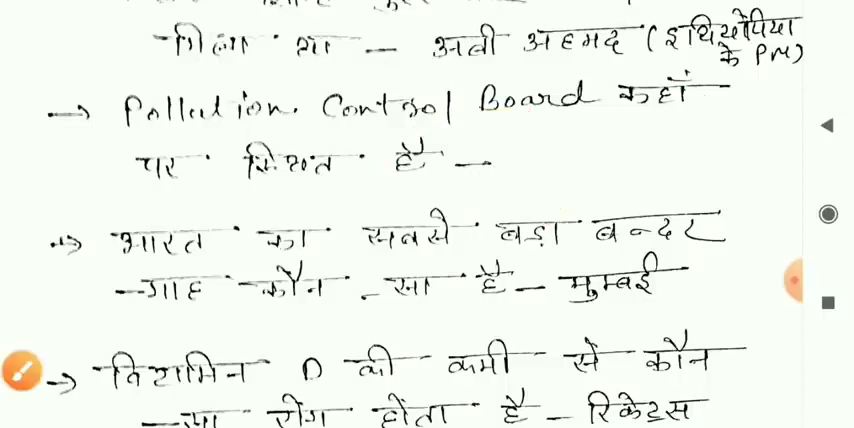 मिला था - अबी अहमद (इथियोपिया
के PM)
→ Pollution Control Board कहाँ
पर स्थित है -
→ भारत का सबसे बड़ा बन्दर
-गाह कौन-सा है - मुम्बई
→ विटामिन D की कमी से कौन
-सा रोग होता है - रिकेट्स